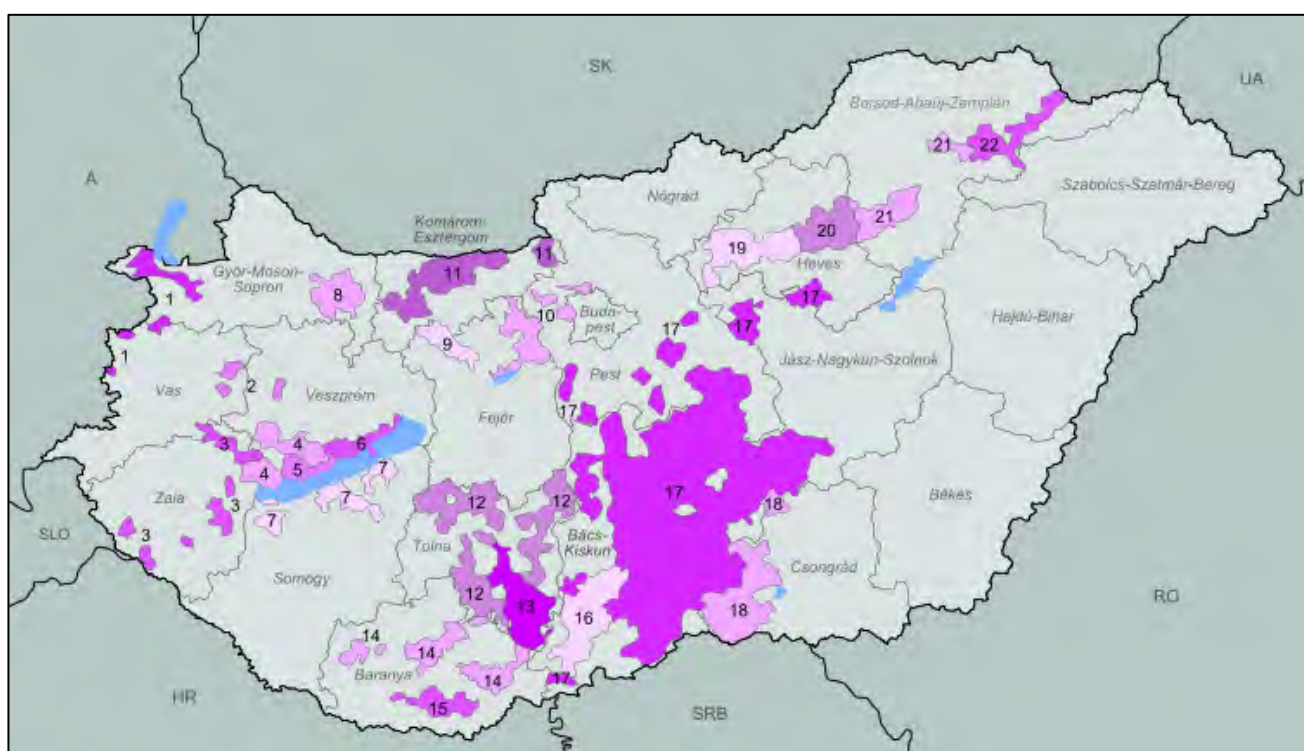 SK
UA
Borsod-Abaúj-Zemplén
21
22
A
Szabolcs-Szatmár-Bereg
Nógrád
Komárom-
Esztergom
21
20
11
19
11
Heves
Győr-Moson-
Sopron
1
8
17
10
Buda-
pest
17
17
Hajdú-Bihar
9
1
Jász-Nagykun-Szolnok
Pest
2
Vas
Veszprém
17
Fejér
3
4
6
4
5
7
17
12
12
Zala
3
7
18
Békés
7
3
SLO
Tolna
Bács-
Kiskun
Csongrád
Somogy
12
13
16
18
RO
14
14
Baranya
14
17
15
HR
SRB